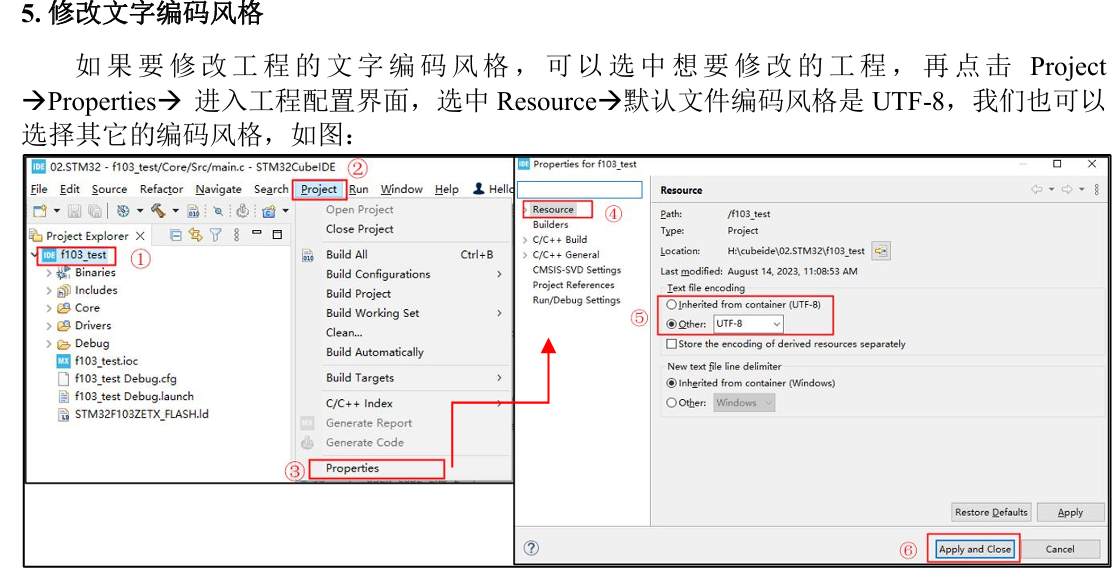 5. 修改文字编码风格
如果要修改工程的文字编码风格，可以选中想要修改的工程，再点击 Project
→Properties→ 进入工程配置界面，选中 Resource→默认文件编码风格是 UTF-8，我们也可以
选择其它的编码风格，如图：
IDE 02.STM32 - f103_test/Core/Src/main.c - STM32CubeIDE ②
File Edit Source Refactor Navigate Search Project Run Window Help Hello
Project Explorer
IDE f103_test ①
Binaries
Includes
Core
Drivers
Debug
MX f103_test.ioc
f103_test Debug.cfg
f103_test Debug.launch
STM32F103ZETX_FLASH.ld
Open Project
Close Project
Build All Ctrl+B
Build Configurations
Build Project
Build Working Set
Clean...
Build Automatically
Build Targets
C/C++ Index
MX Generate Report
Generate Code
③ Properties
IDE Properties for f103_test
Resource ④
Builders
C/C++ Build
C/C++ General
CMSIS-SVD Settings
Project References
Run/Debug Settings
Resource
Path: /f103_test
Type: Project
Location: H:\cubeide\02.STM32\f103_test
Last modified: August 14, 2023, 11:08:53 AM
Text file encoding
Inherited from container (UTF-8)
⑤ Other: UTF-8
Store the encoding of derived resources separately
New text file line delimiter
Inherited from container (Windows)
Other: Windows
Restore Defaults Apply
? ⑥ Apply and Close Cancel